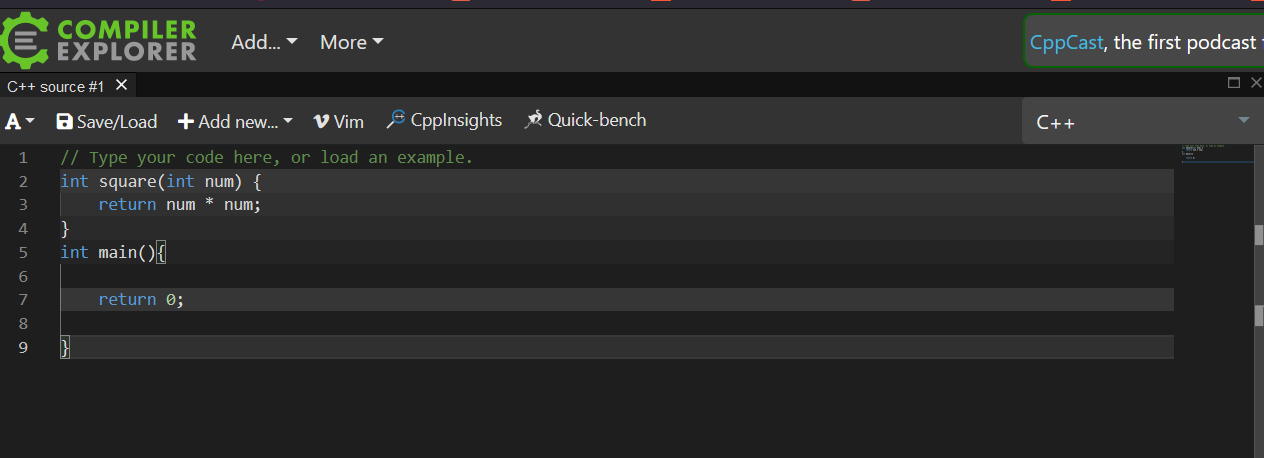 COMPILER
EXPLORER
Add...
More
CppCast, the first podcast
C++ source #1
A
Save/Load
Add new...
Vim
CppInsights
Quick-bench
C++
1 // Type your code here, or load an example.
2 int square(int num) {
3     return num * num;
4 }
5 int main(){
6
7     return 0;
8
9 }